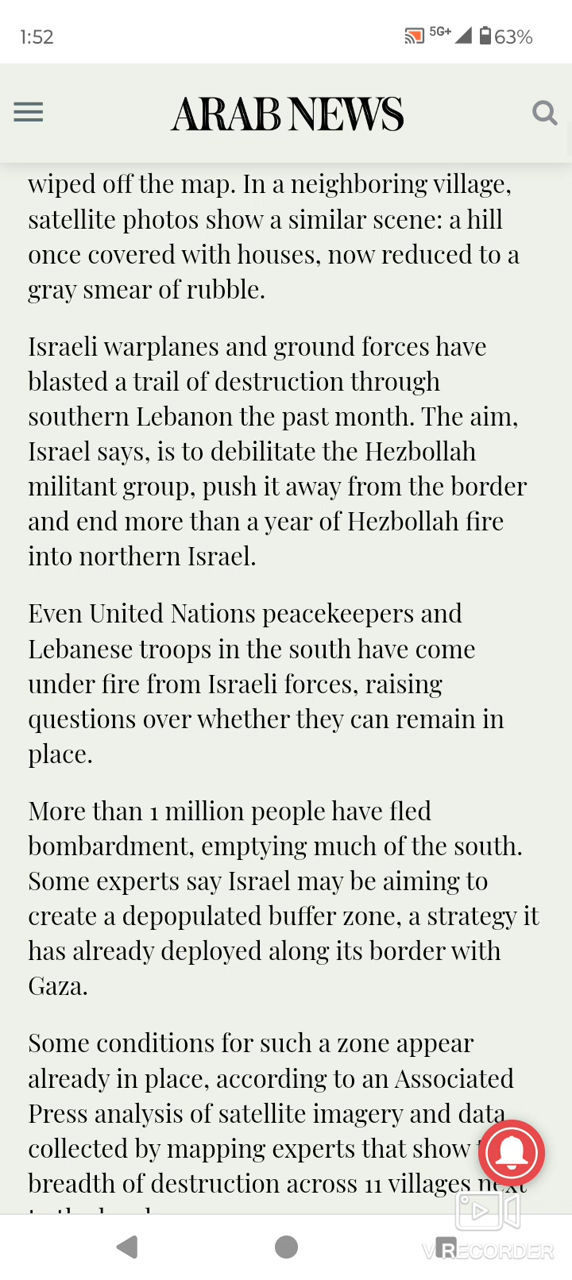 1:52
5G+
63%
ARAB NEWS
wiped off the map. In a neighboring village,
satellite photos show a similar scene: a hill
once covered with houses, now reduced to a
gray smear of rubble.
Israeli warplanes and ground forces have
blasted a trail of destruction through
southern Lebanon the past month. The aim,
Israel says, is to debilitate the Hezbollah
militant group, push it away from the border
and end more than a year of Hezbollah fire
into northern Israel.
Even United Nations peacekeepers and
Lebanese troops in the south have come
under fire from Israeli forces, raising
questions over whether they can remain in
place.
More than 1 million people have fled
bombardment, emptying much of the south.
Some experts say Israel may be aiming to
create a depopulated buffer zone, a strategy it
has already deployed along its border with
Gaza.
Some conditions for such a zone appear
already in place, according to an Associated
Press analysis of satellite imagery and data
collected by mapping experts that show
breadth of destruction across 11 villages next
VRECORDER